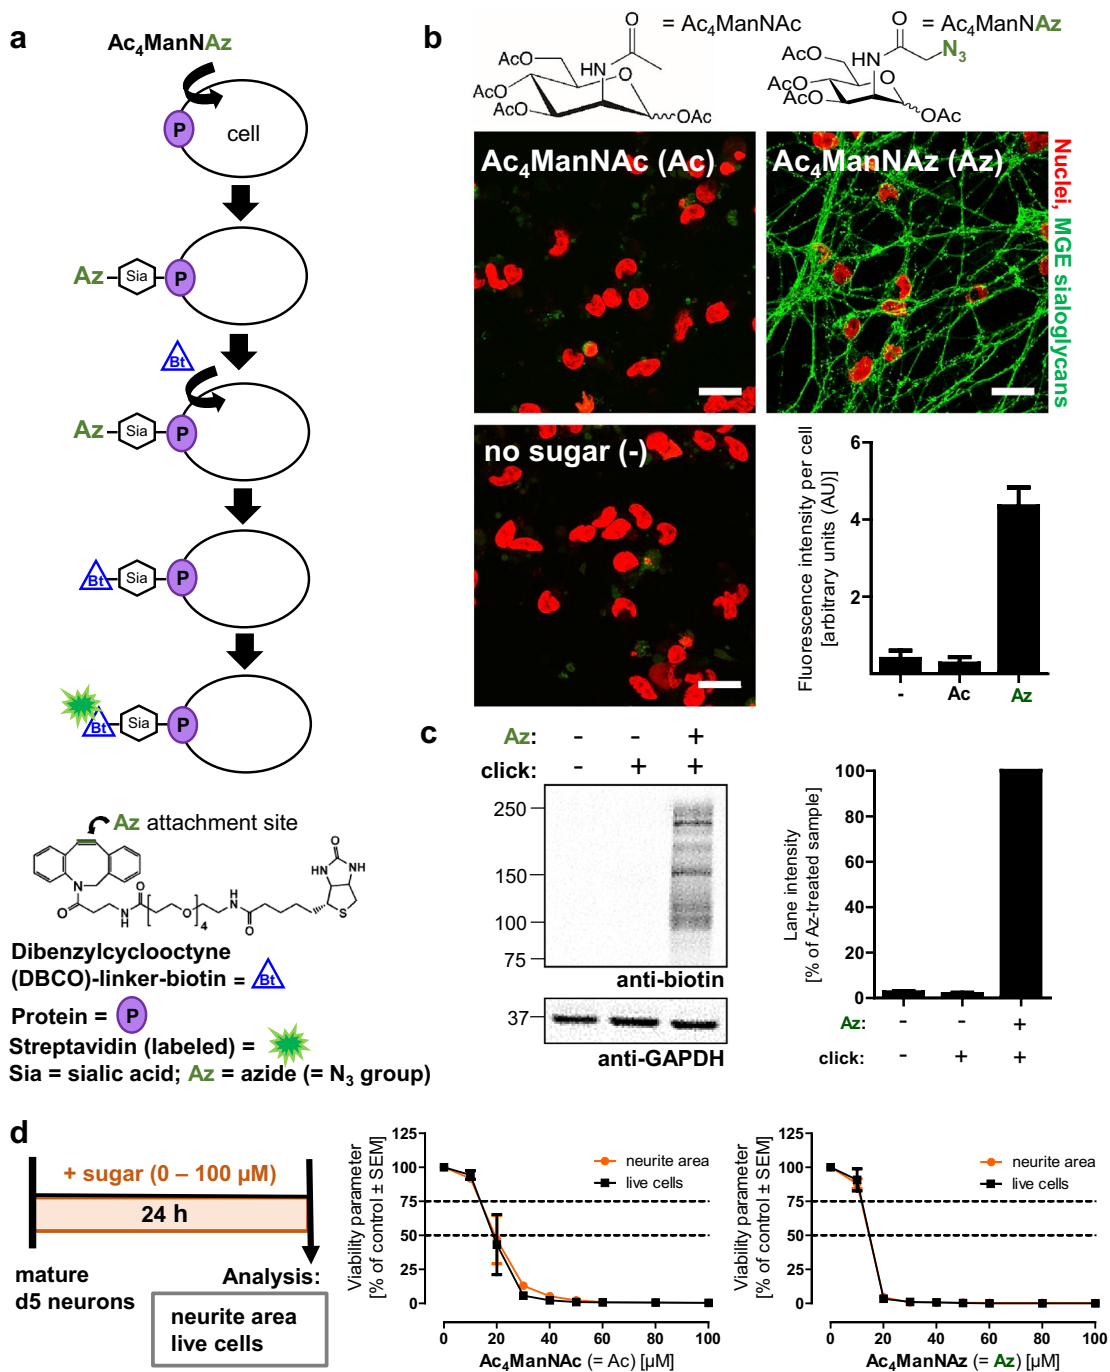 a
Ac₄ManNAz
P
cell
Az
Sia
P
Bt
Az
Sia
P
Bt
Sia
P
Bt
Sia
P
Az attachment site
O
N
O
N
H
O
O
4
H
N
O
O
HN
NH
S
Dibenzylcyclooctyne
(DBCO)-linker-biotin = Bt
Protein = P
Streptavidin (labeled) =
Sia = sialic acid; Az = azide (= N₃ group)
b
= Ac₄ManNAc
O
AcO
HN
O
AcO
AcO
OAc
= Ac₄ManNAz
O
N₃
AcO
HN
O
AcO
AcO
OAc
Ac₄ManNAc (Ac)
Ac₄ManNAz (Az)
Nuclei, MGE sialoglycans
no sugar (-)
Fluorescence intensity per cell
[arbitrary units (AU)]
6
4
2
-
Ac
Az
c
Az: - - +
click: - + +
250
150
100
75
anti-biotin
37
anti-GAPDH
Lane intensity
[% of Az-treated sample]
100
80
60
40
20
0
Az: - - +
click: - + +
d
+ sugar (0 – 100 µM)
24 h
mature
d5 neurons
Analysis:
neurite area
live cells
Viability parameter
[% of control ± SEM]
125
100
75
50
25
0
neurite area
live cells
0 20 40 60 80 100
Ac₄ManNAc (= Ac) [µM]
Viability parameter
[% of control ± SEM]
125
100
75
50
25
0
neurite area
live cells
0 20 40 60 80 100
Ac₄ManNAz (= Az) [µM]